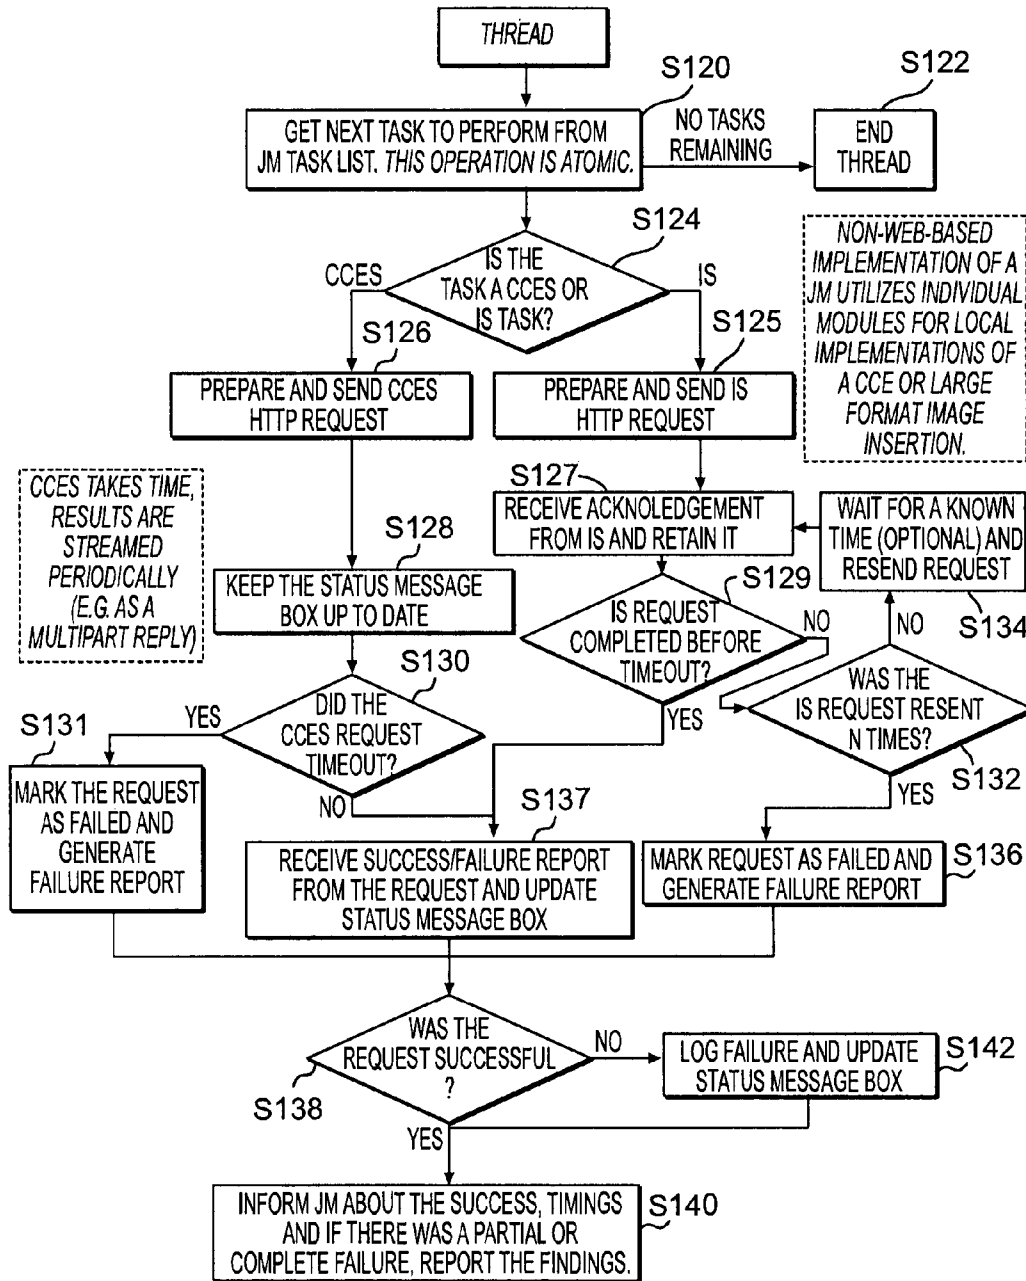 THREAD
S120
S122
GET NEXT TASK TO PERFORM FROM
JM TASK LIST. THIS OPERATION IS ATOMIC.
NO TASKS
REMAINING
END
THREAD
S124
IS THE
TASK A CCES OR
IS TASK?
CCES
IS
NON-WEB-BASED
IMPLEMENTATION OF A
JM UTILIZES INDIVIDUAL
MODULES FOR LOCAL
IMPLEMENTATIONS OF
A CCE OR LARGE
FORMAT IMAGE
INSERTION.
S126
S125
PREPARE AND SEND CCES
HTTP REQUEST
PREPARE AND SEND IS
HTTP REQUEST
CCES TAKES TIME,
RESULTS ARE
STREAMED
PERIODICALLY
(E.G. AS A
MULTIPART REPLY)
S127
RECEIVE ACKNOLEDGEMENT
FROM IS AND RETAIN IT
WAIT FOR A KNOWN
TIME (OPTIONAL) AND
RESEND REQUEST
S134
S128
KEEP THE STATUS MESSAGE
BOX UP TO DATE
S129
IS REQUEST
COMPLETED BEFORE
TIMEOUT?
NO
YES
NO
WAS THE
IS REQUEST RESENT
N TIMES?
S132
YES
S130
DID THE
CCES REQUEST
TIMEOUT?
YES
NO
S131
MARK THE REQUEST
AS FAILED AND
GENERATE
FAILURE REPORT
S137
RECEIVE SUCCESS/FAILURE REPORT
FROM THE REQUEST AND UPDATE
STATUS MESSAGE BOX
MARK REQUEST AS FAILED AND
GENERATE FAILURE REPORT
S136
WAS THE
REQUEST SUCCESSFUL
?
S138
NO
YES
LOG FAILURE AND UPDATE
STATUS MESSAGE BOX
S142
INFORM JM ABOUT THE SUCCESS, TIMINGS
AND IF THERE WAS A PARTIAL OR
COMPLETE FAILURE, REPORT THE FINDINGS.
S140